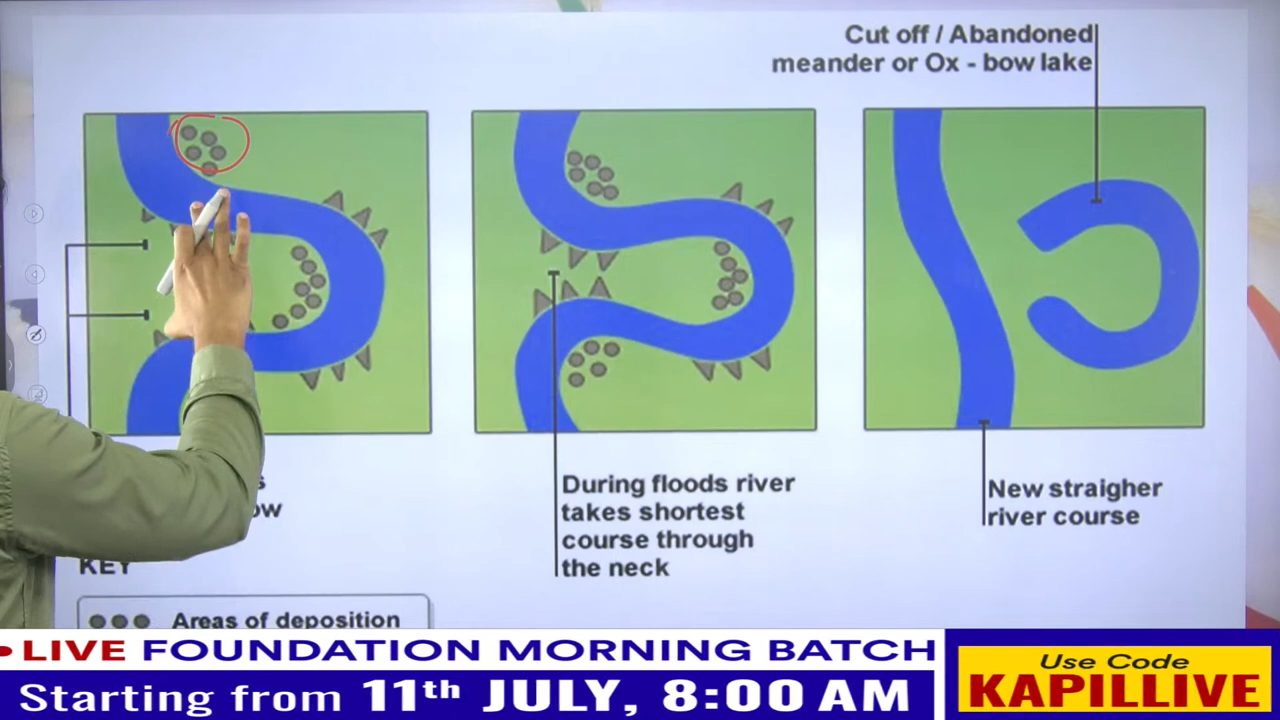 Cut off / Abandoned
meander or Ox - bow lake
During floods river
takes shortest
course through
the neck
New straigher
river course
KEY
Areas of deposition
LIVE FOUNDATION MORNING BATCH
Starting from 11th JULY, 8:00 AM
Use Code
KAPILLIVE